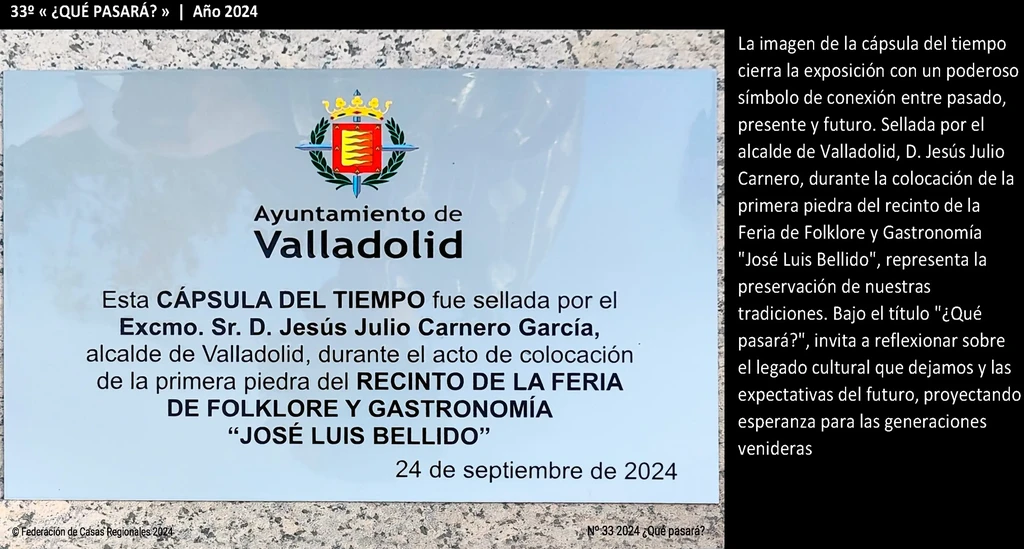 33º « ¿QUÉ PASARÁ? » | Año 2024
Ayuntamiento de
Valladolid
Esta CÁPSULA DEL TIEMPO fue sellada por el
Excmo. Sr. D. Jesús Julio Carnero García,
alcalde de Valladolid, durante el acto de colocación
de la primera piedra del RECINTO DE LA FERIA
DE FOLKLORE Y GASTRONOMÍA
“JOSÉ LUIS BELLIDO”
24 de septiembre de 2024
© Federación de Casas Regionales 2024
Nº 33 2024 ¿Qué pasará?
La imagen de la cápsula del tiempo
cierra la exposición con un poderoso
símbolo de conexión entre pasado,
presente y futuro. Sellada por el
alcalde de Valladolid, D. Jesús Julio
Carnero, durante la colocación de la
primera piedra del recinto de la
Feria de Folklore y Gastronomía
"José Luis Bellido", representa la
preservación de nuestras
tradiciones. Bajo el título "¿Qué
pasará?", invita a reflexionar sobre
el legado cultural que dejamos y las
expectativas del futuro, proyectando
esperanza para las generaciones
venideras